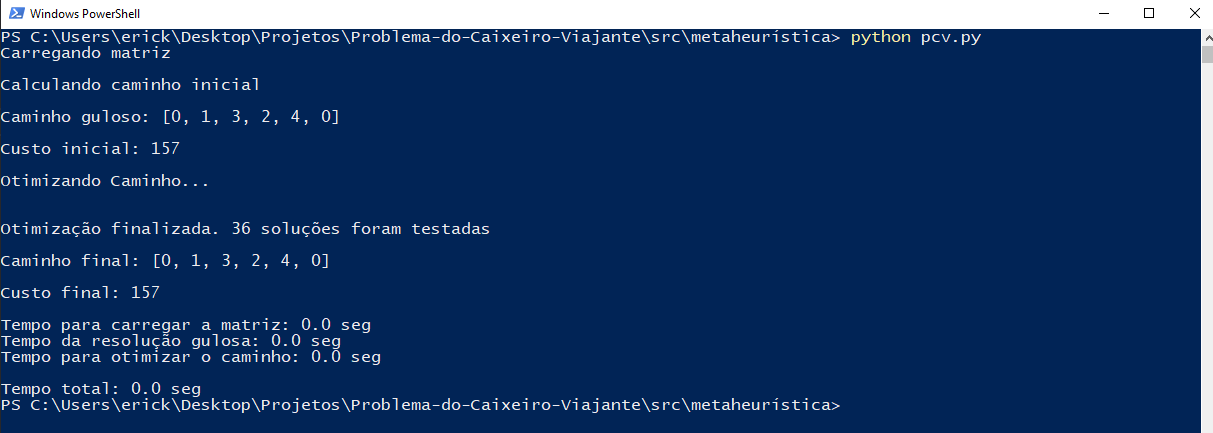 Windows PowerShell
PS C:\Users\erick\Desktop\Projetos\Problema-do-Caixeiro-Viajante\src\metaheurística> python pcv.py
Carregando matriz
Calculando caminho inicial
Caminho guloso: [0, 1, 3, 2, 4, 0]
Custo inicial: 157
Otimizando Caminho...
Otimização finalizada. 36 soluções foram testadas
Caminho final: [0, 1, 3, 2, 4, 0]
Custo final: 157
Tempo para carregar a matriz: 0.0 seg
Tempo da resolução gulosa: 0.0 seg
Tempo para otimizar o caminho: 0.0 seg
Tempo total: 0.0 seg
PS C:\Users\erick\Desktop\Projetos\Problema-do-Caixeiro-Viajante\src\metaheurística>